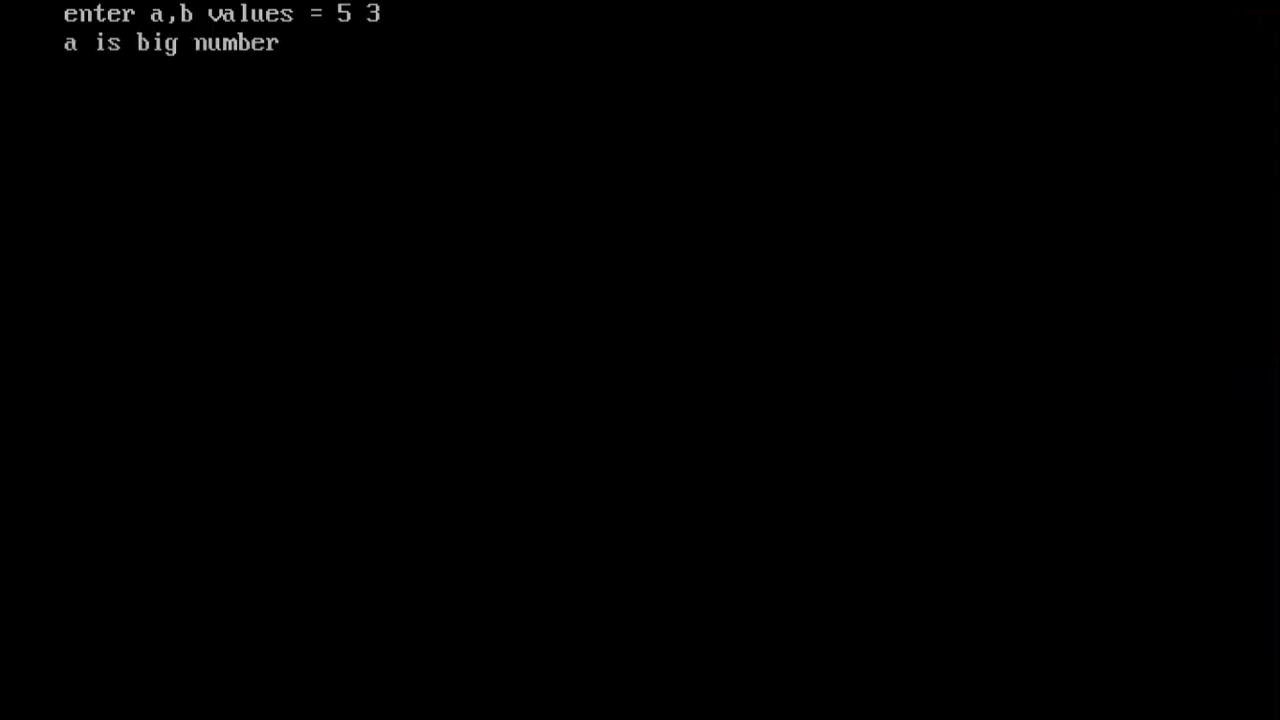 enter a,b values = 5 3
a is big number